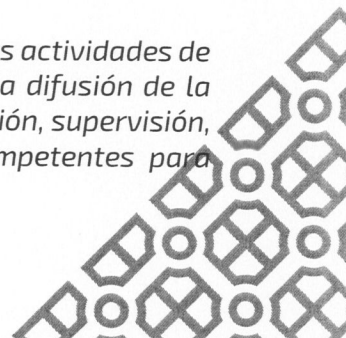 s actividades de
a difusión de la
ión, supervisión,
mpetentes para